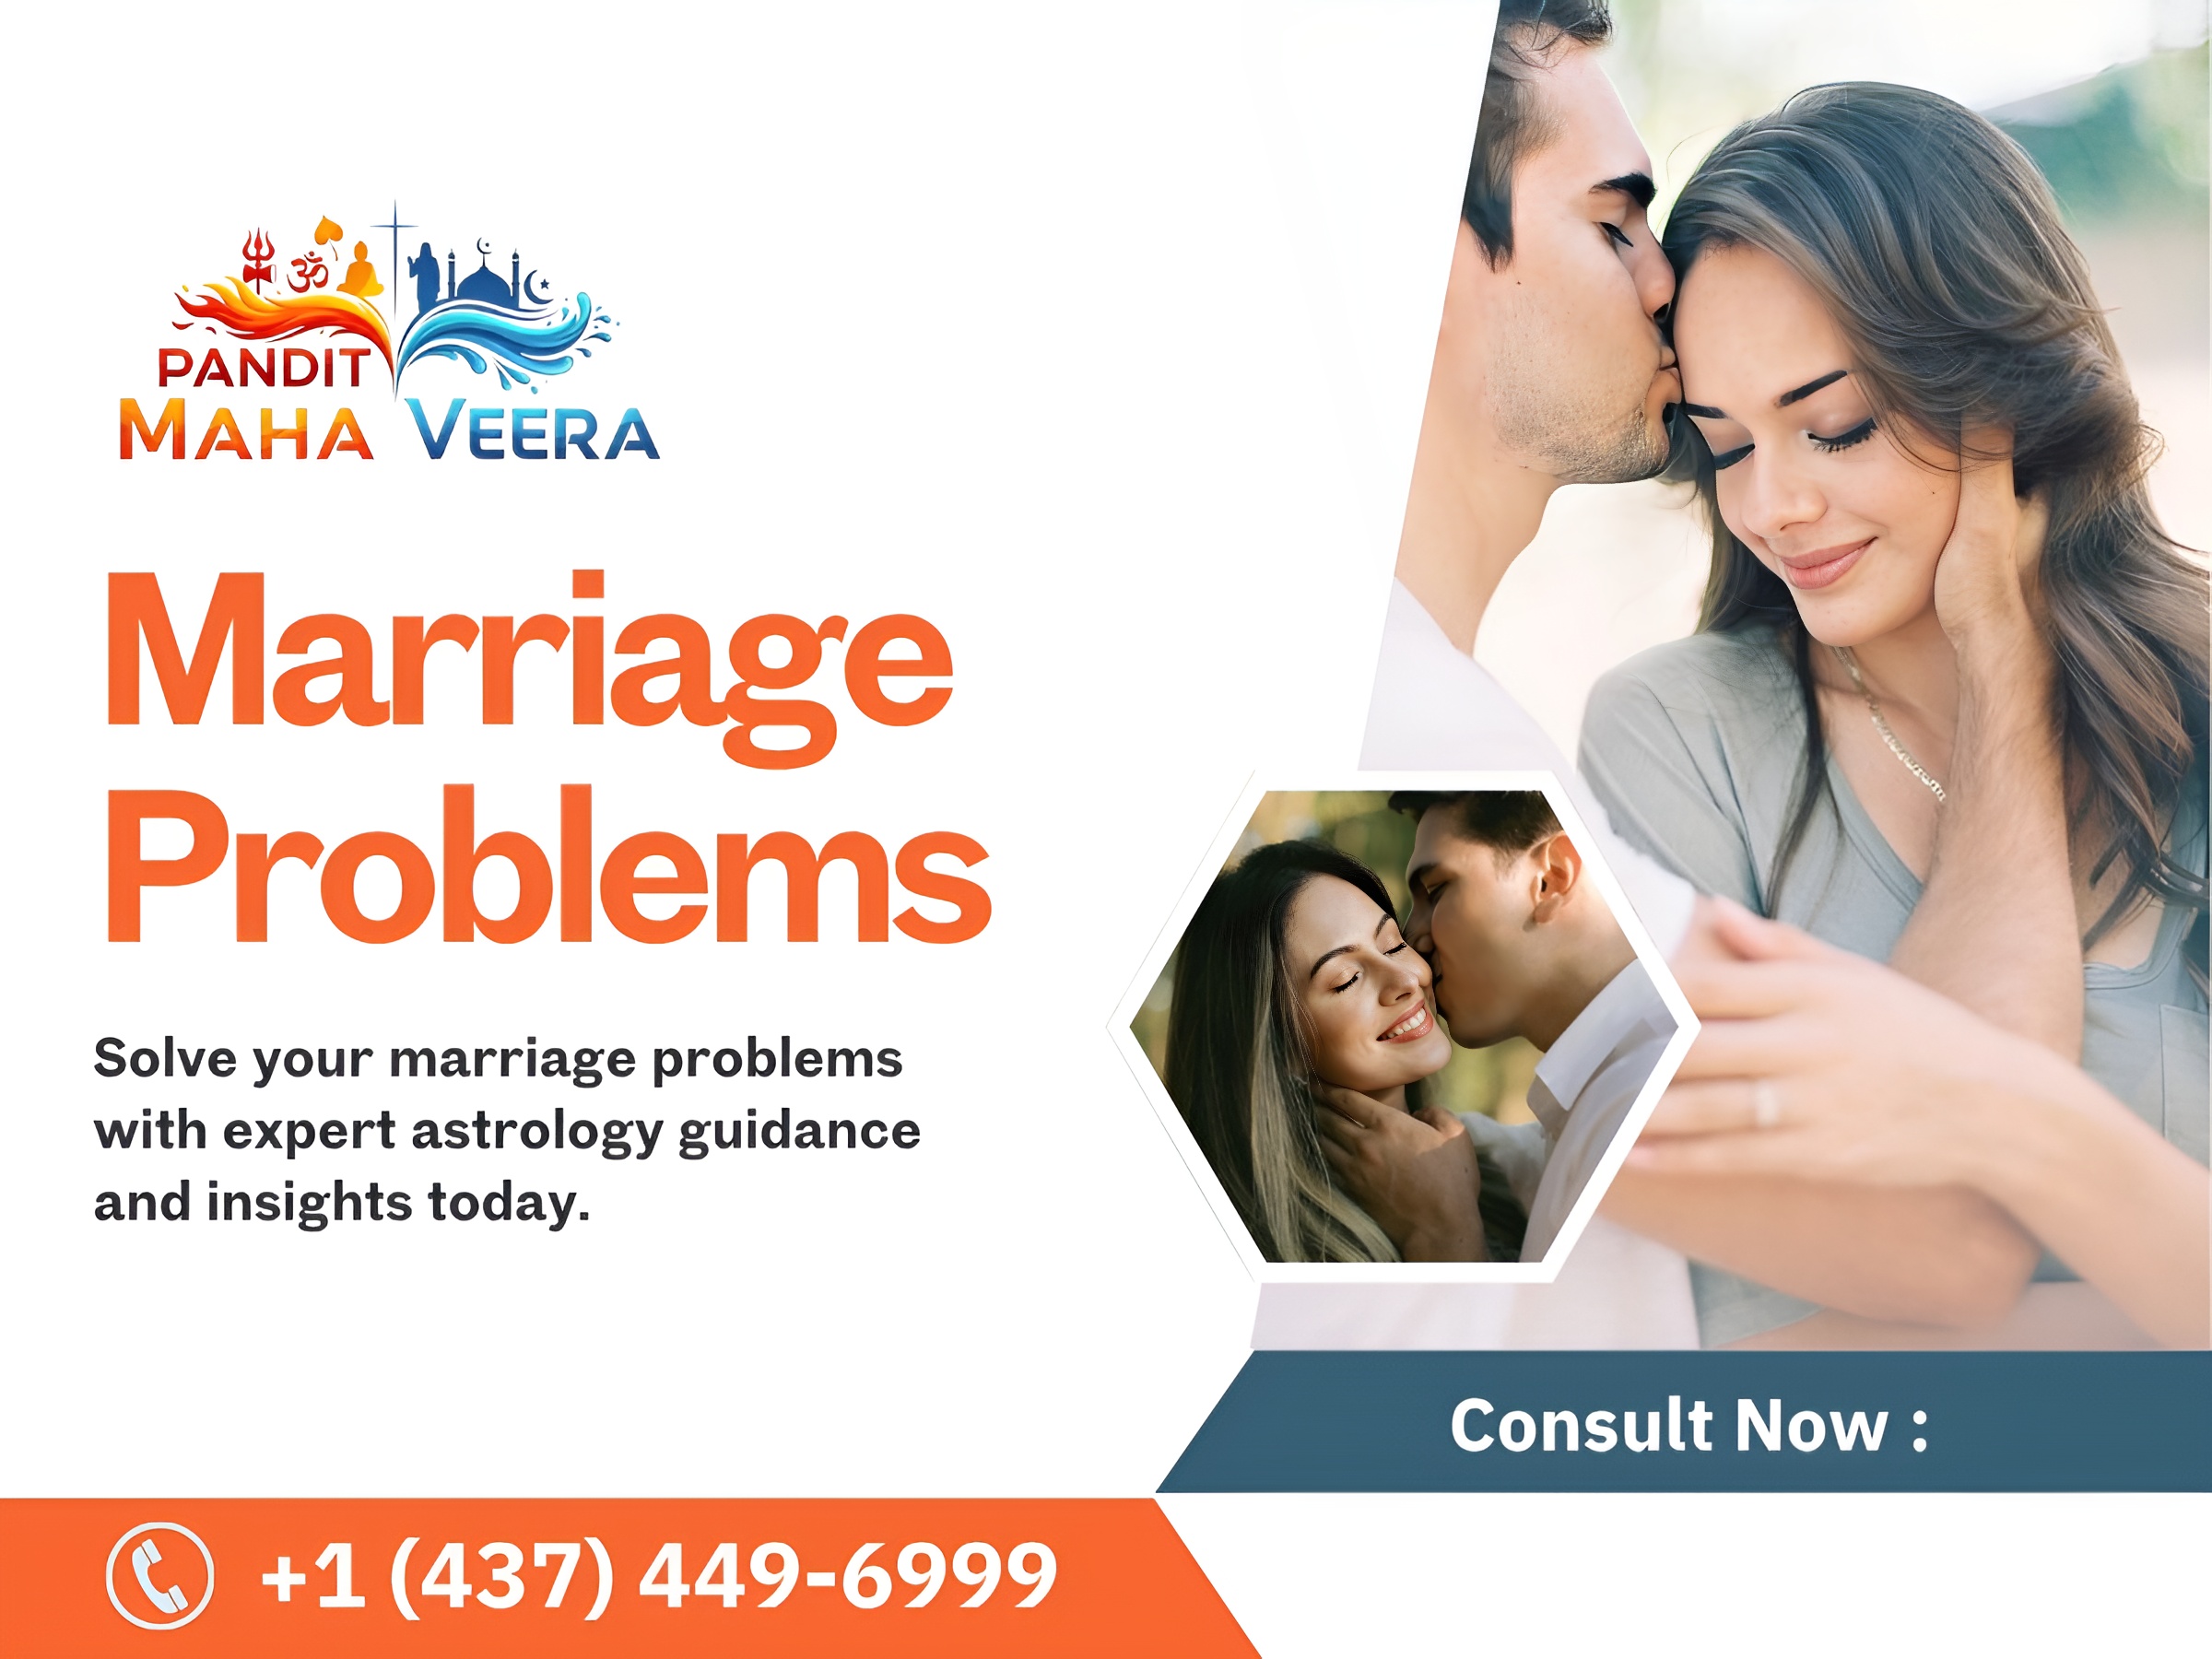 PANDIT
MAHA VEERA
Marriage
Problems
Solve your marriage problems
with expert astrology guidance
and insights today.
Consult Now :
+1 (437) 449-6999